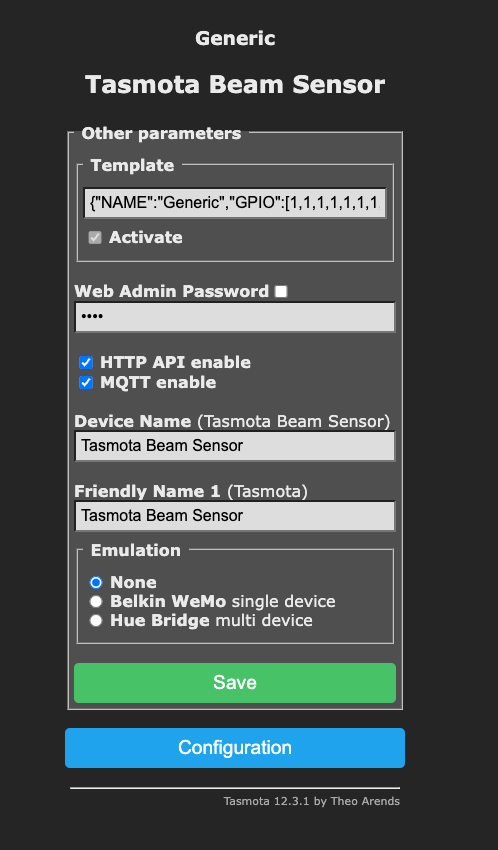 Generic
Tasmota Beam Sensor
Other parameters
Template
{"NAME":"Generic","GPIO":[1,1,1,1,1,1,1
Activate
Web Admin Password
••••
HTTP API enable
MQTT enable
Device Name (Tasmota Beam Sensor)
Tasmota Beam Sensor
Friendly Name 1 (Tasmota)
Tasmota Beam Sensor
Emulation
None
Belkin WeMo single device
Hue Bridge multi device
Save
Configuration
Tasmota 12.3.1 by Theo Arends